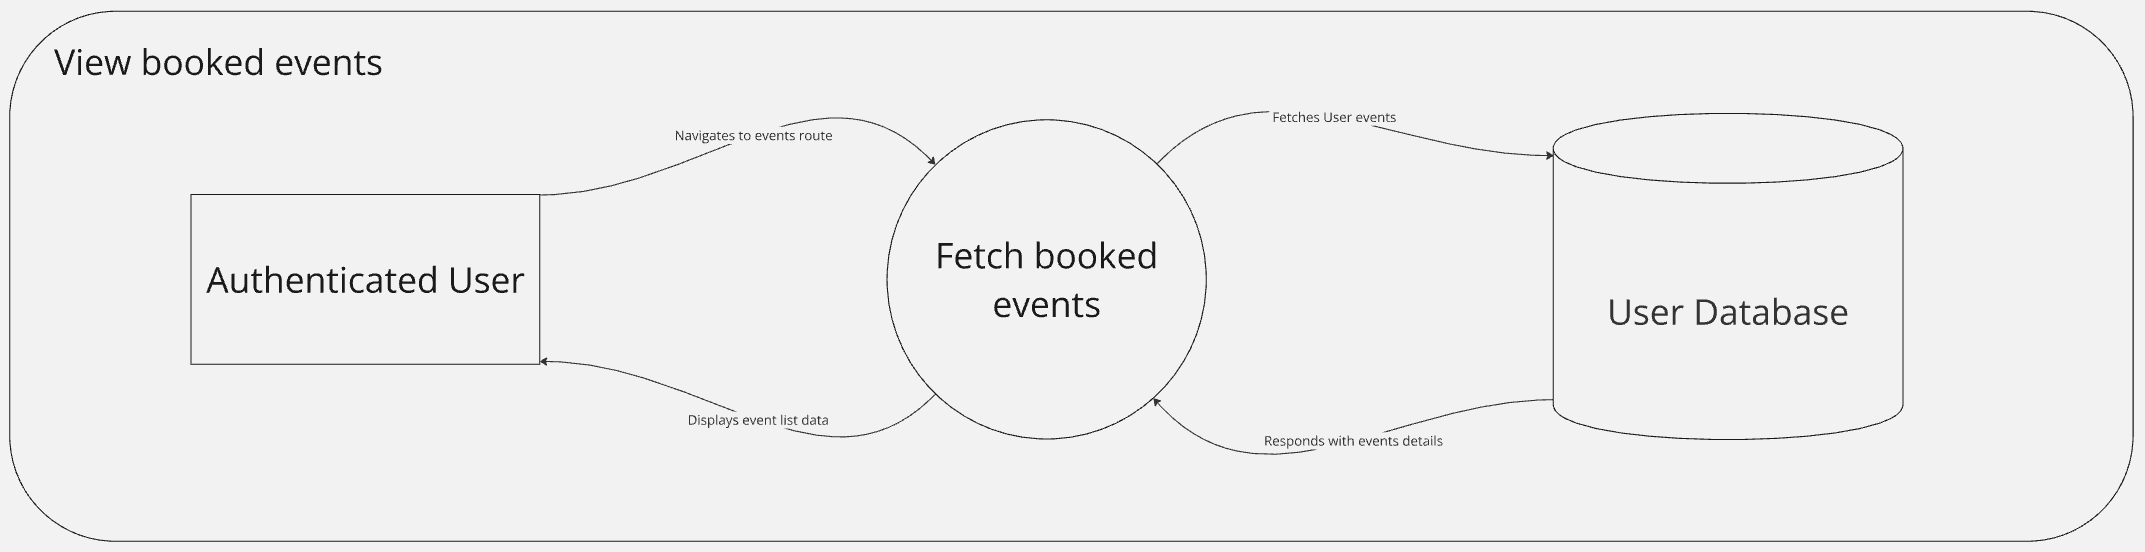 View booked events
Navigates to events route
Fetches User events
Authenticated User
Fetch booked
events
User Database
Displays event list data
Responds with events details